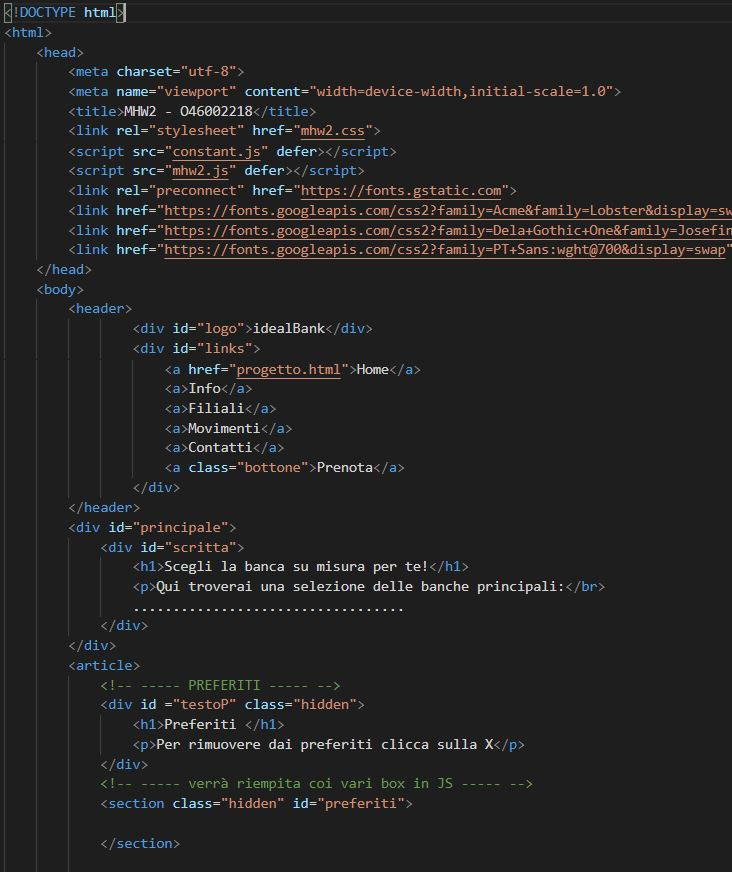 <!DOCTYPE html>
<html>
<head>
<meta charset="utf-8">
<meta name="viewport" content="width=device-width,initial-scale=1.0">
<title>MHW2 - O46002218</title>
<link rel="stylesheet" href="mhw2.css">
<script src="constant.js" defer></script>
<script src="mhw2.js" defer></script>
<link rel="preconnect" href="https://fonts.gstatic.com">
<link href="https://fonts.googleapis.com/css2?family=Acme&family=Lobster&display=sw
<link href="https://fonts.googleapis.com/css2?family=Dela+Gothic+One&family=Josefin
<link href="https://fonts.googleapis.com/css2?family=PT+Sans:wght@700&display=swap"
</head>
<body>
<header>
<div id="logo">idealBank</div>
<div id="links">
<a href="progetto.html">Home</a>
<a>Info</a>
<a>Filiali</a>
<a>Movimenti</a>
<a>Contatti</a>
<a class="bottone">Prenota</a>
</div>
</header>
<div id="principale">
<div id="scritta">
<h1>Scegli la banca su misura per te!</h1>
<p>Qui troverai una selezione delle banche principali:</br>
..................................
</div>
</div>
<article>
<!-- ----- PREFERITI ----- -->
<div id ="testoP" class="hidden">
<h1>Preferiti </h1>
<p>Per rimuovere dai preferiti clicca sulla X</p>
</div>
<!-- ----- verrà riempita coi vari box in JS ----- -->
<section class="hidden" id="preferiti">
</section>